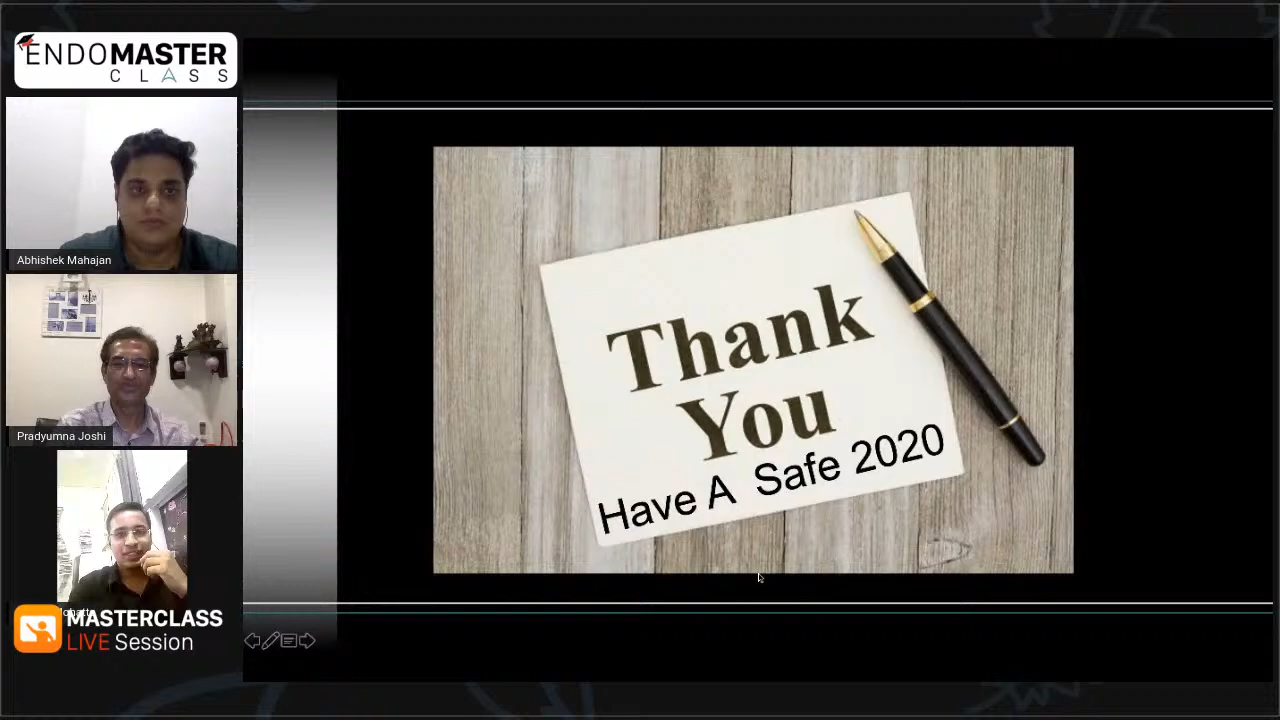 ENDOMASTER
CLASS
Abhishek Mahajan
Pradyumna Joshi
MASTERCLASS
LIVE Session
Thank
You
Have A Safe 2020